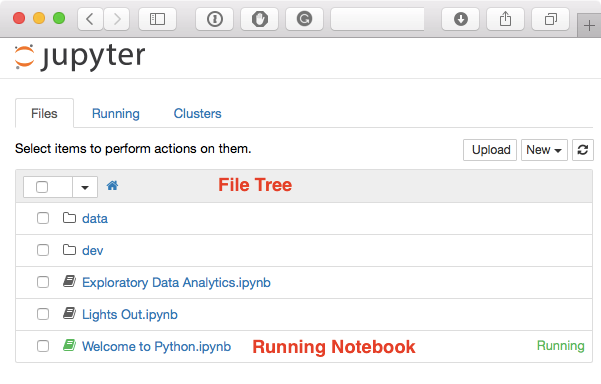 jupyter
Files Running Clusters
Select items to perform actions on them. Upload New
File Tree
data
dev
Exploratory Data Analytics.ipynb
Lights Out.ipynb
Welcome to Python.ipynb Running Notebook Running